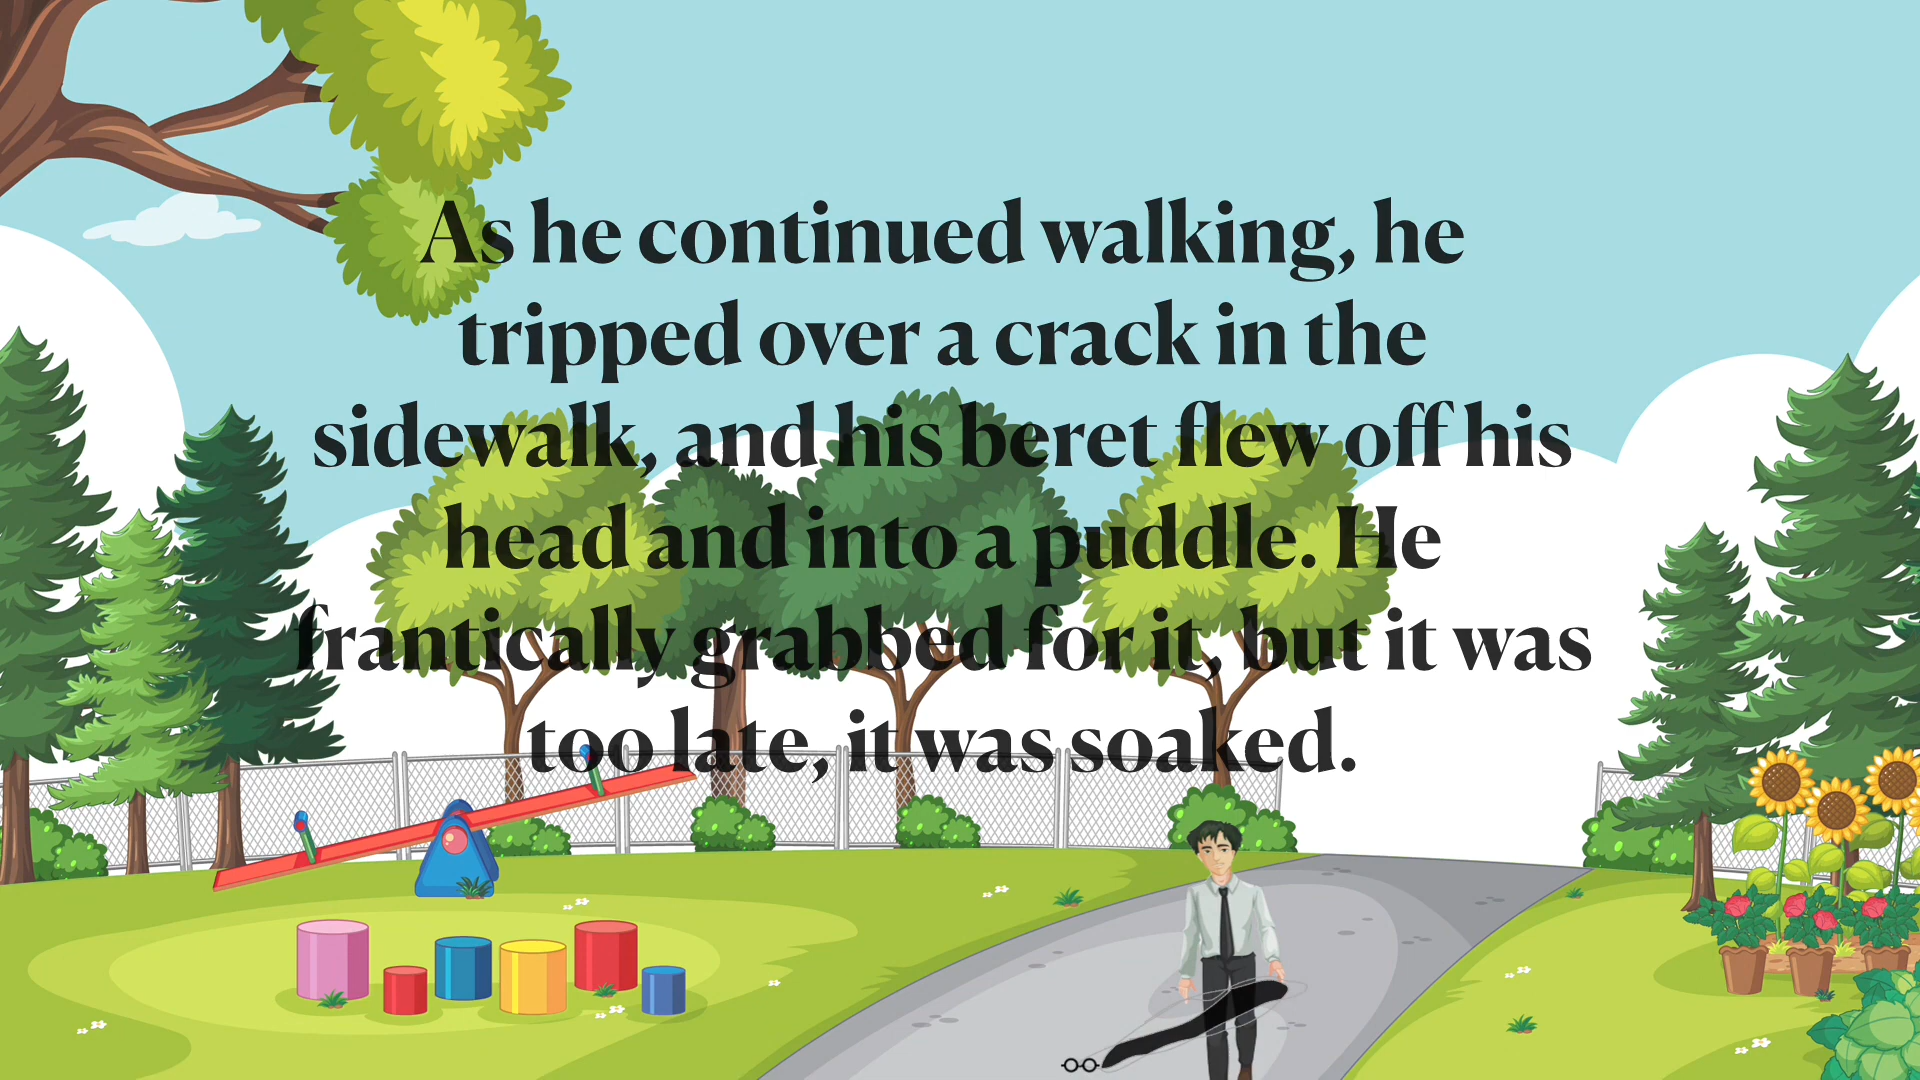 As he continued walking, he
tripped over a crack in the
sidewalk, and his beret flew off his
head and into a puddle. He
frantically grabbed for it, but it was
too late, it was soaked.